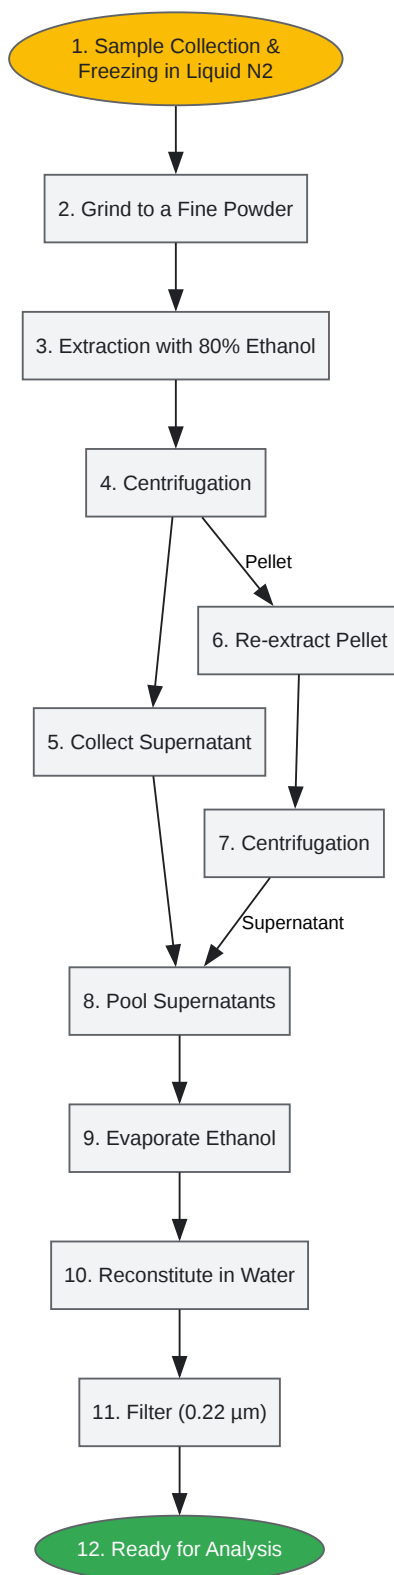 1. Sample Collection &
Freezing in Liquid N2
2. Grind to a Fine Powder
3. Extraction with 80% Ethanol
4. Centrifugation
Pellet
6. Re-extract Pellet
5. Collect Supernatant
7. Centrifugation
Supernatant
8. Pool Supernatants
9. Evaporate Ethanol
10. Reconstitute in Water
11. Filter (0.22 µm)
12. Ready for Analysis